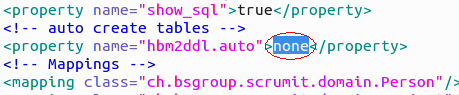 <property name="show_sql">true</property>
<!-- auto create tables -->
<property name="hbm2ddl.auto">none</property>
<!-- Mappings -->
<mapping class="ch.bsgroup.scrumit.domain.Person"/>